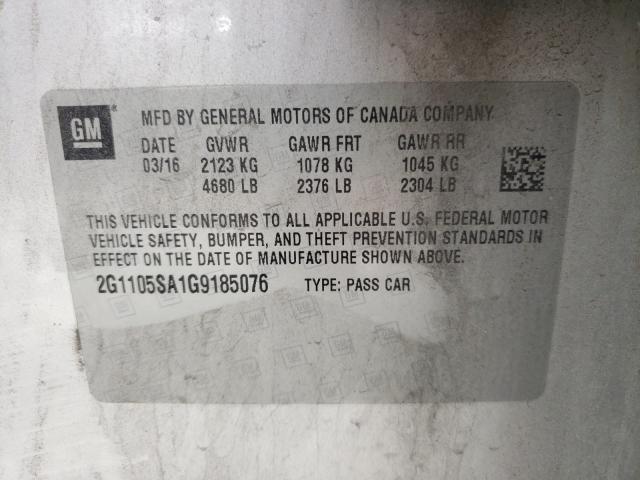 GM
MFD BY GENERAL MOTORS OF CANADA COMPANY
DATE GVWR GAWR FRT GAWR RR
03/16 2123 KG 1078 KG 1045 KG
4680 LB 2376 LB 2304 LB
THIS VEHICLE CONFORMS TO ALL APPLICABLE U.S. FEDERAL MOTOR
VEHICLE SAFETY, BUMPER, AND THEFT PREVENTION STANDARDS IN
EFFECT ON THE DATE OF MANUFACTURE SHOWN ABOVE.
2G1105SA1G9185076 TYPE: PASS CAR